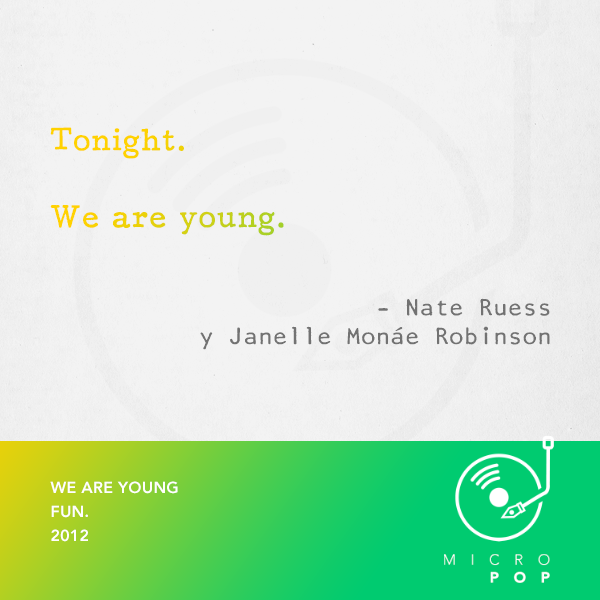 Tonight.
We are young.
– Nate Ruess
y Janelle Monáe Robinson
WE ARE YOUNG
FUN.
2012
MICRO
POP